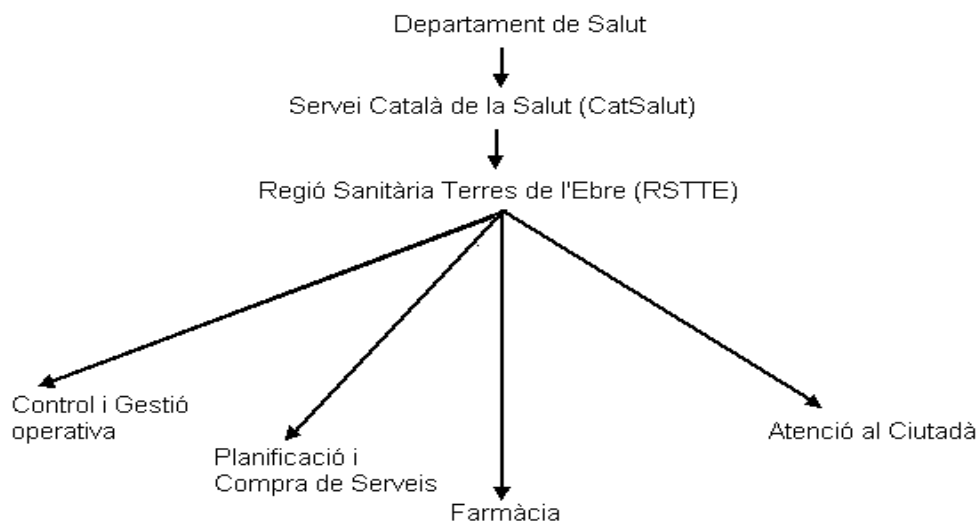 Departament de Salut
Servei Català de la Salut (CatSalut)
Regió Sanitària Terres de l'Ebre (RSTTE)
Control i Gestió
operativa
Planificació i
Compra de Serveis
Farmàcia
Atenció al Ciutadà